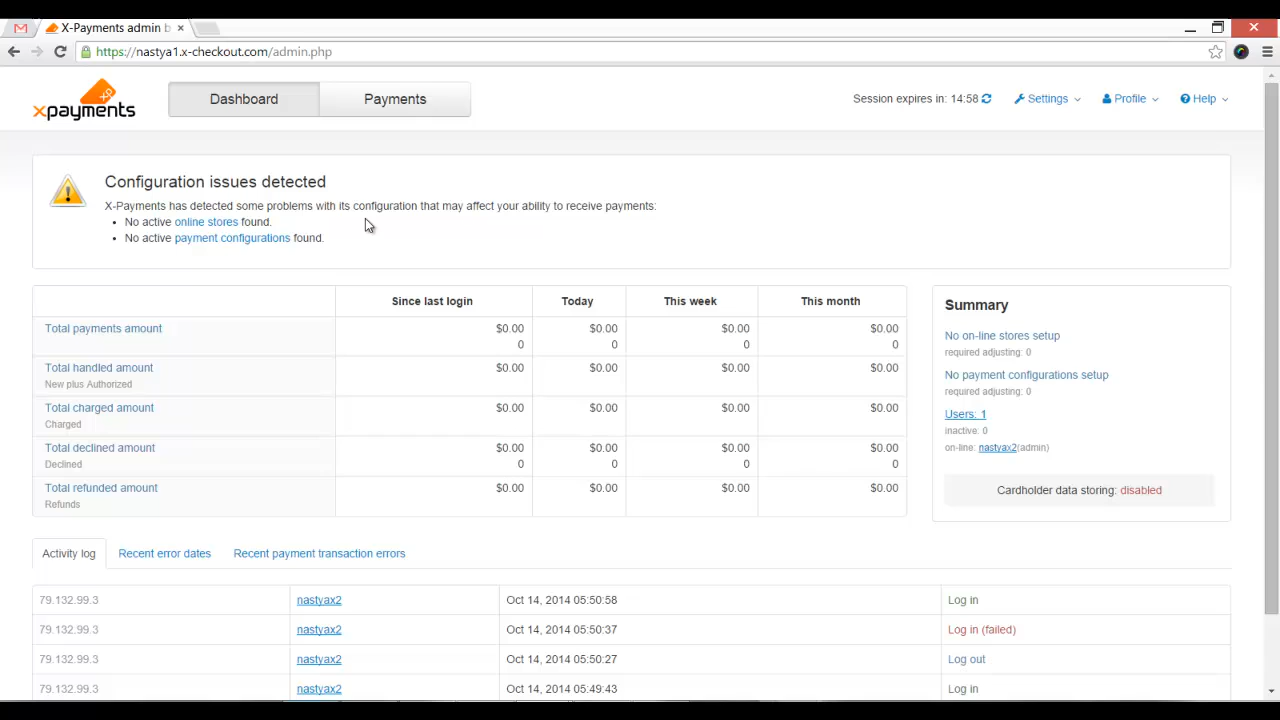 X-Payments admin b
https://nastya1.x-checkout.com/admin.php
xpayments
Dashboard
Payments
Session expires in: 14:58
Settings
Profile
Help
Configuration issues detected
X-Payments has detected some problems with its configuration that may affect your ability to receive payments:
• No active online stores found.
• No active payment configurations found.
Since last login Today This week This month
Total payments amount $0.00 $0.00 $0.00 $0.00
0 0 0 0
Total handled amount $0.00 $0.00 $0.00 $0.00
New plus Authorized
Total charged amount $0.00 $0.00 $0.00 $0.00
Charged
Total declined amount $0.00 $0.00 $0.00 $0.00
Declined 0 0 0 0
Total refunded amount $0.00 $0.00 $0.00 $0.00
Refunds
Summary
No on-line stores setup
required adjusting: 0
No payment configurations setup
required adjusting: 0
Users: 1
inactive: 0
on-line: nastyax2(admin)
Cardholder data storing: disabled
Activity log
Recent error dates
Recent payment transaction errors
79.132.99.3 nastyax2 Oct 14, 2014 05:50:58 Log in
79.132.99.3 nastyax2 Oct 14, 2014 05:50:37 Log in (failed)
79.132.99.3 nastyax2 Oct 14, 2014 05:50:27 Log out
79.132.99.3 nastyax2 Oct 14, 2014 05:49:43 Log in